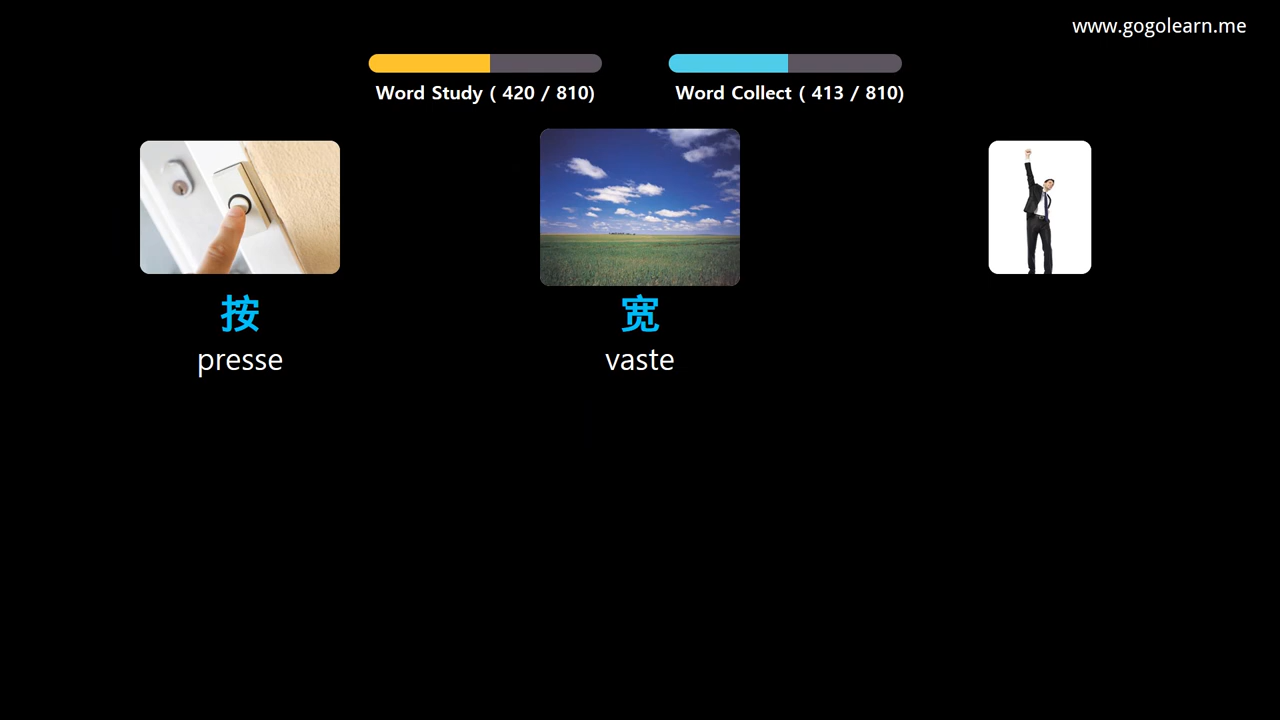 www.gogolearn.me
Word Study ( 420 / 810)
Word Collect ( 413 / 810)
按
presse
宽
vaste